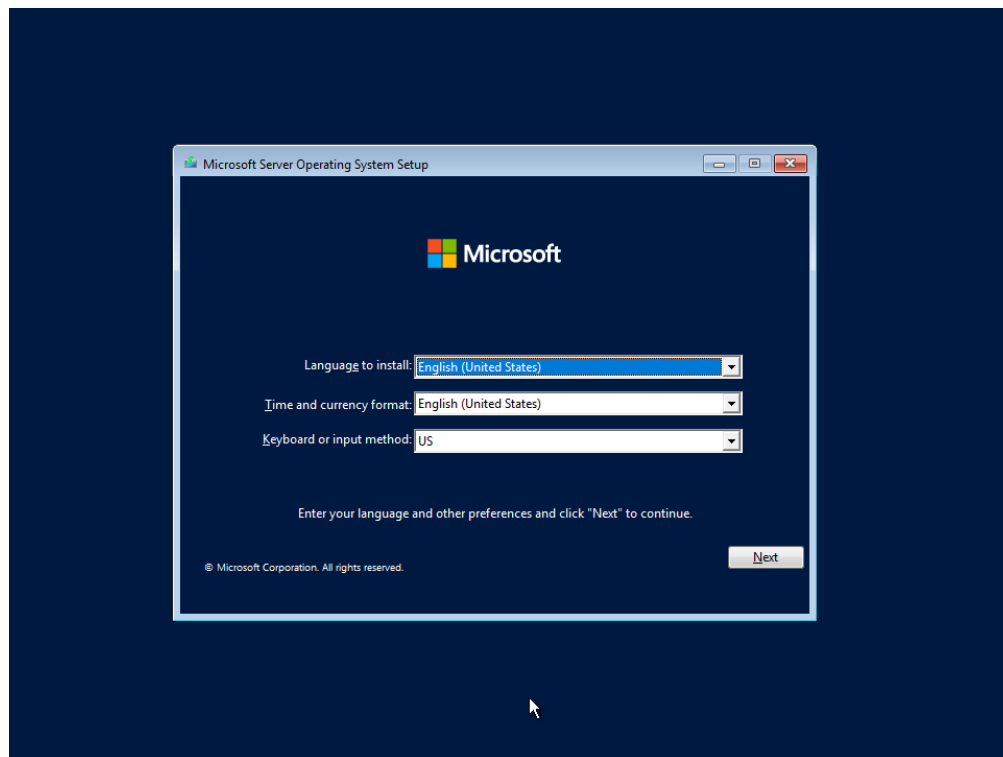 Microsoft Server Operating System Setup
Microsoft
Language to install: English (United States)
Time and currency format: English (United States)
Keyboard or input method: US
Enter your language and other preferences and click "Next" to continue.
Next
© Microsoft Corporation. All rights reserved.